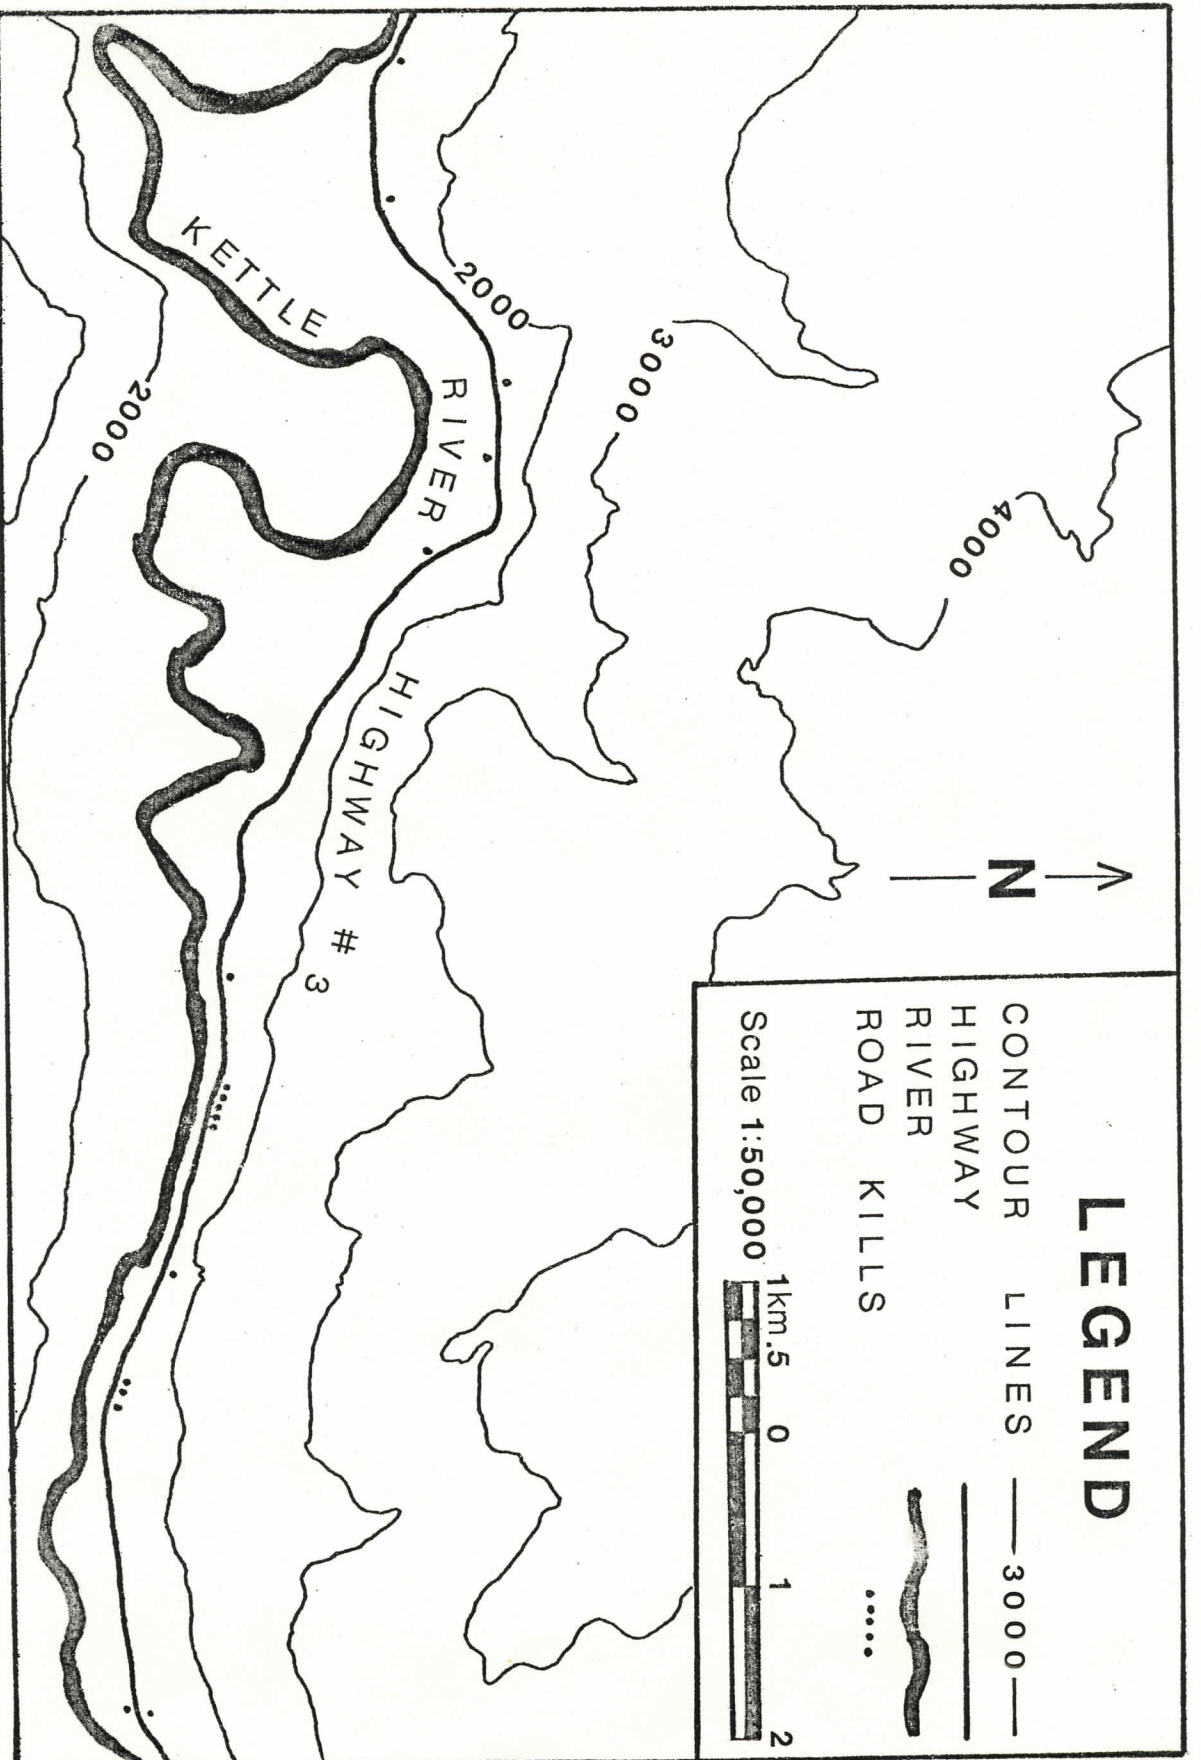 LEGEND
CONTOUR LINES —3000—
HIGHWAY
RIVER
ROAD KILLS
Scale 1:50,000 1km .5 0 1 2
N
4000
3000
2000
KETTLE RIVER
HIGHWAY # 3
2000